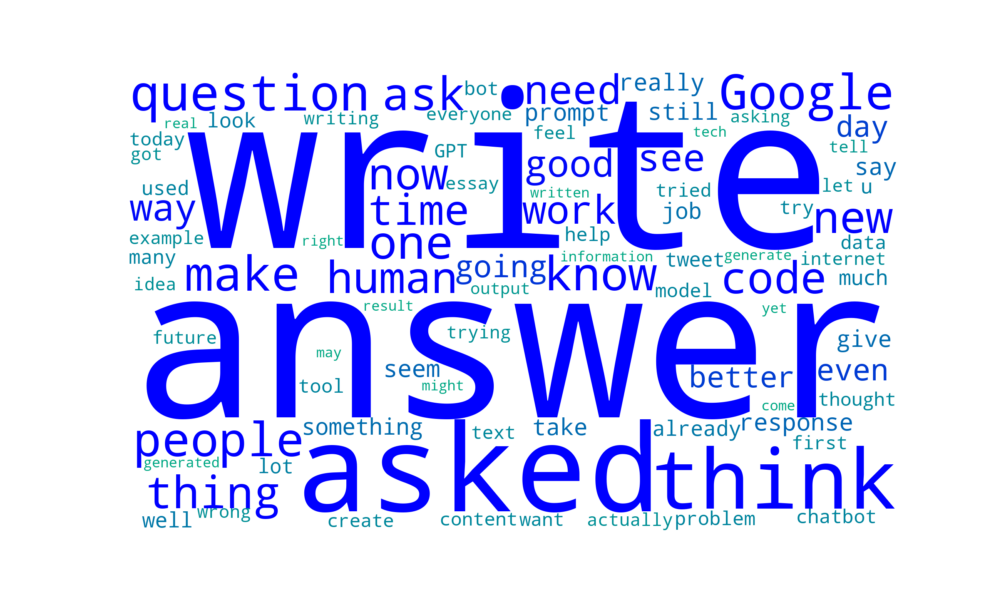 question ask bot need really Google
real look writing everyone prompt still asking day
today feel tech tell
got write
GPT good see say
used now essay written tried let u
way time work job try new
example right one help data
many information tweet generate internet
idea make human going know code much
output model
result yet
answer
future may trying give
tool seem might better even
come thought
people something text take already response
generated lot asked first
thing think
well wrong create content want actually problem chatbot